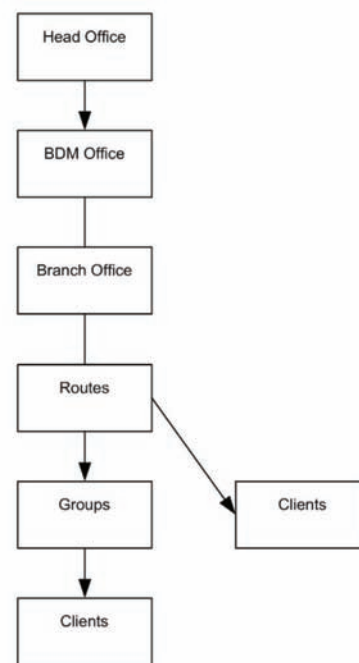 Head Office
BDM Office
Branch Office
Routes
Groups
Clients
Clients